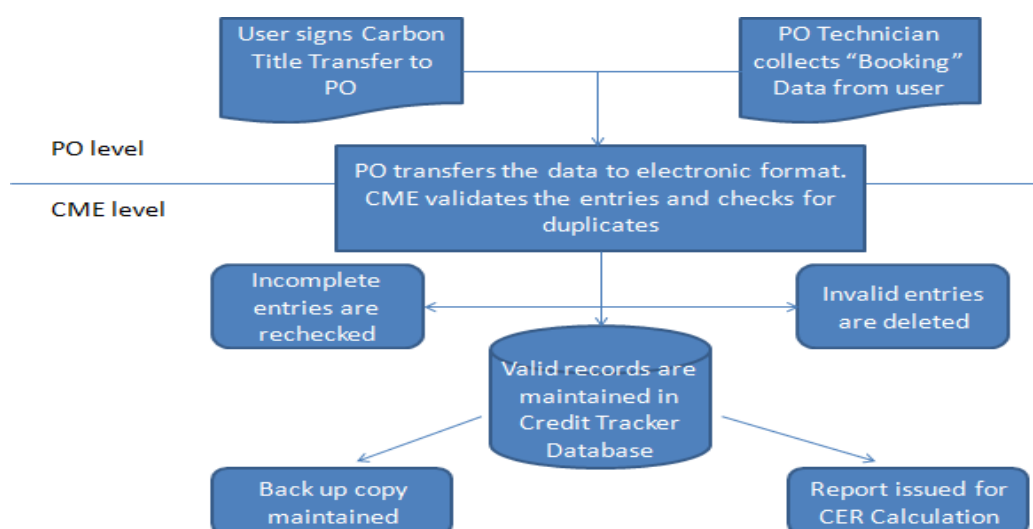 User signs Carbon
Title Transfer to
PO
PO Technician
collects “Booking”
Data from user
PO level
PO transfers the data to electronic format.
CME validates the entries and checks for
duplicates
CME level
Incomplete
entries are
rechecked
Invalid entries
are deleted
Valid records are
maintained in
Credit Tracker
Database
Back up copy
maintained
Report issued for
CER Calculation